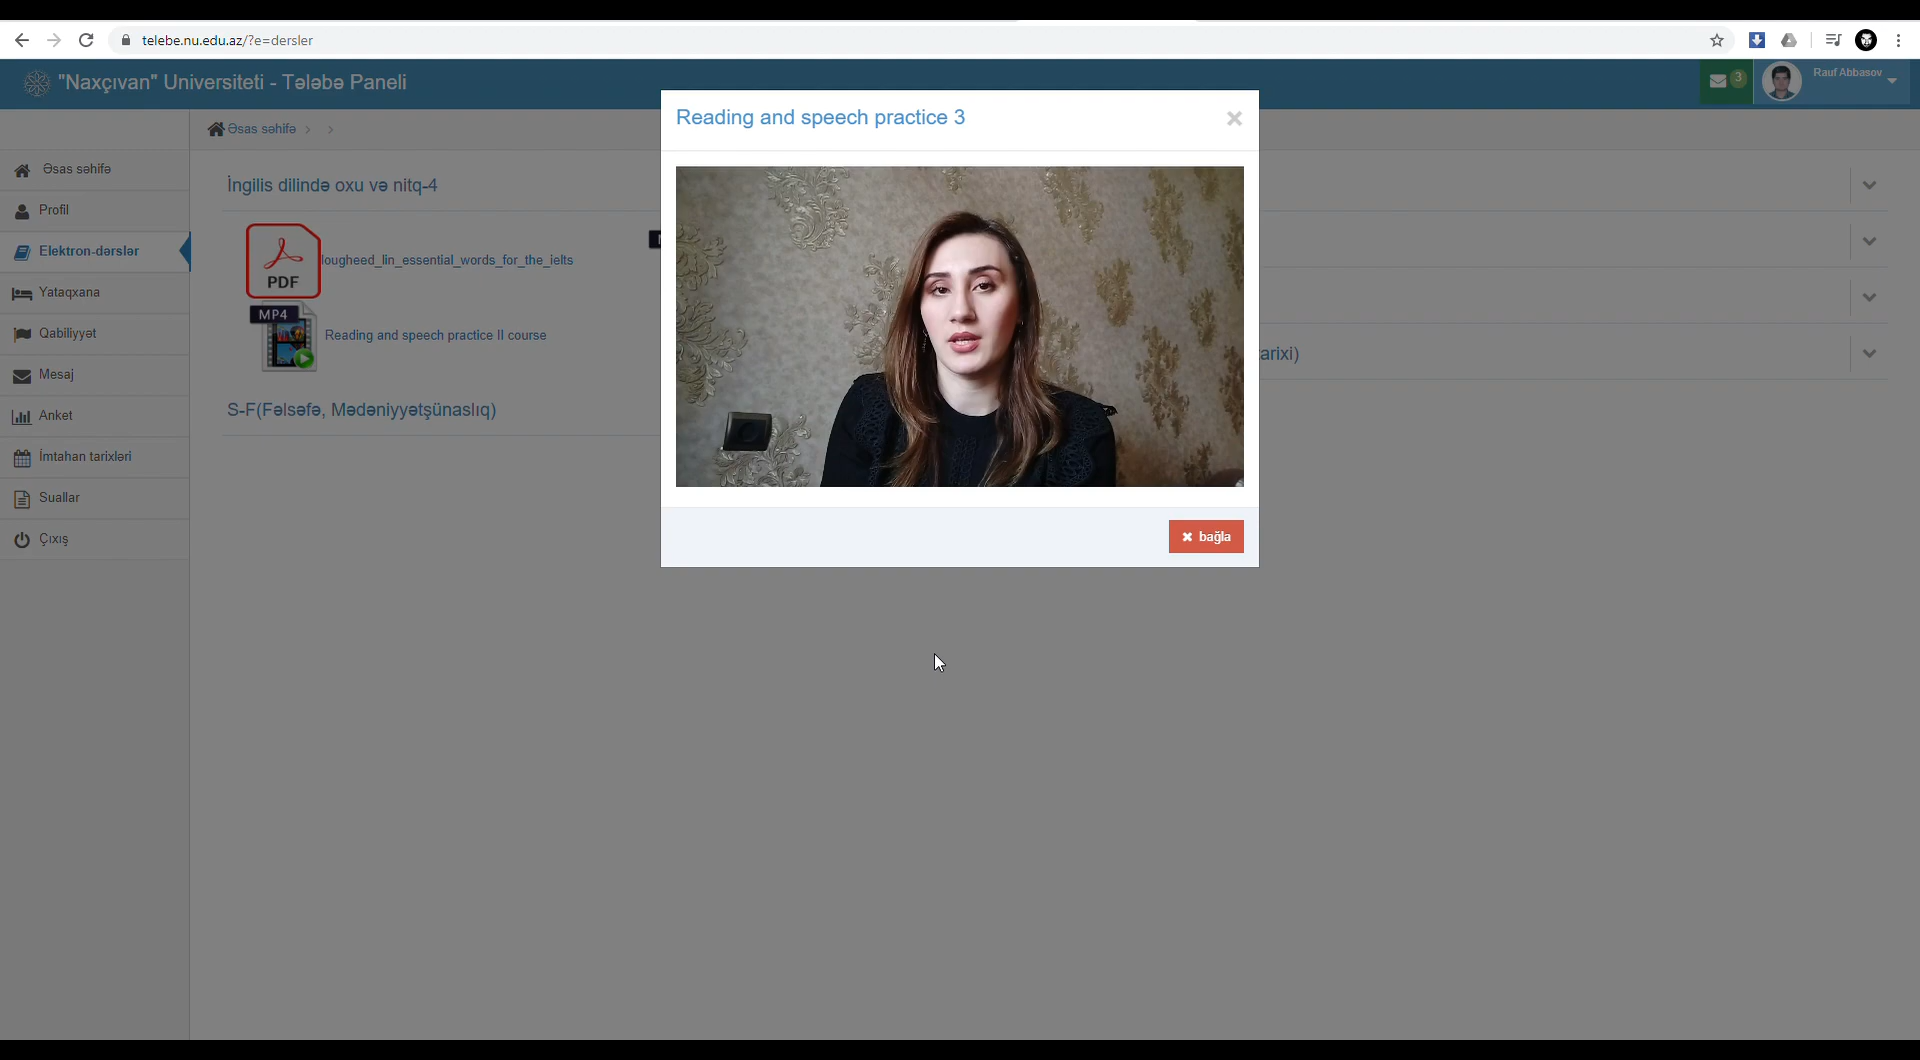 telebe.nu.edu.az/?e=dersler
"Naxçıvan" Universiteti - Tələbə Paneli
3
Rauf Abbasov
Əsas səhifə
Əsas səhifə
Profil
Elektron-dərslər
Yataqxana
Qabiliyyət
Mesaj
Anket
İmtahan tarixləri
Suallar
Çıxış
İngilis dilində oxu və nitq-4
PDF
lougheed_lin_essential_words_for_the_ielts
MP4
Reading and speech practice II course
S-F(Fəlsəfə, Mədəniyyətşünaslıq)
Reading and speech practice 3
bağla
arixi)